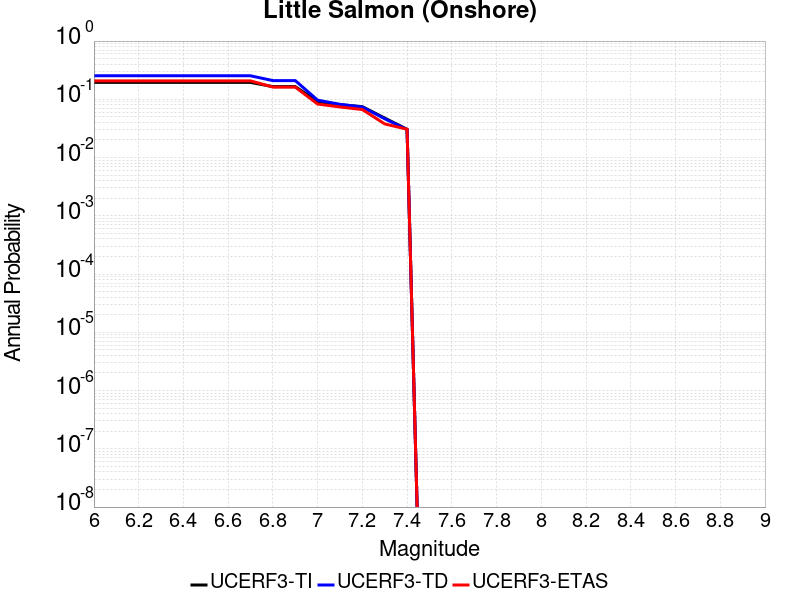 Little Salmon (Onshore)
10^0
10^-1
10^-2
10^-3
10^-4
10^-5
10^-6
10^-7
10^-8
Annual Probability
6 6.2 6.4 6.6 6.8 7 7.2 7.4 7.6 7.8 8 8.2 8.4 8.6 8.8 9
Magnitude
UCERF3-TI UCERF3-TD UCERF3-ETAS